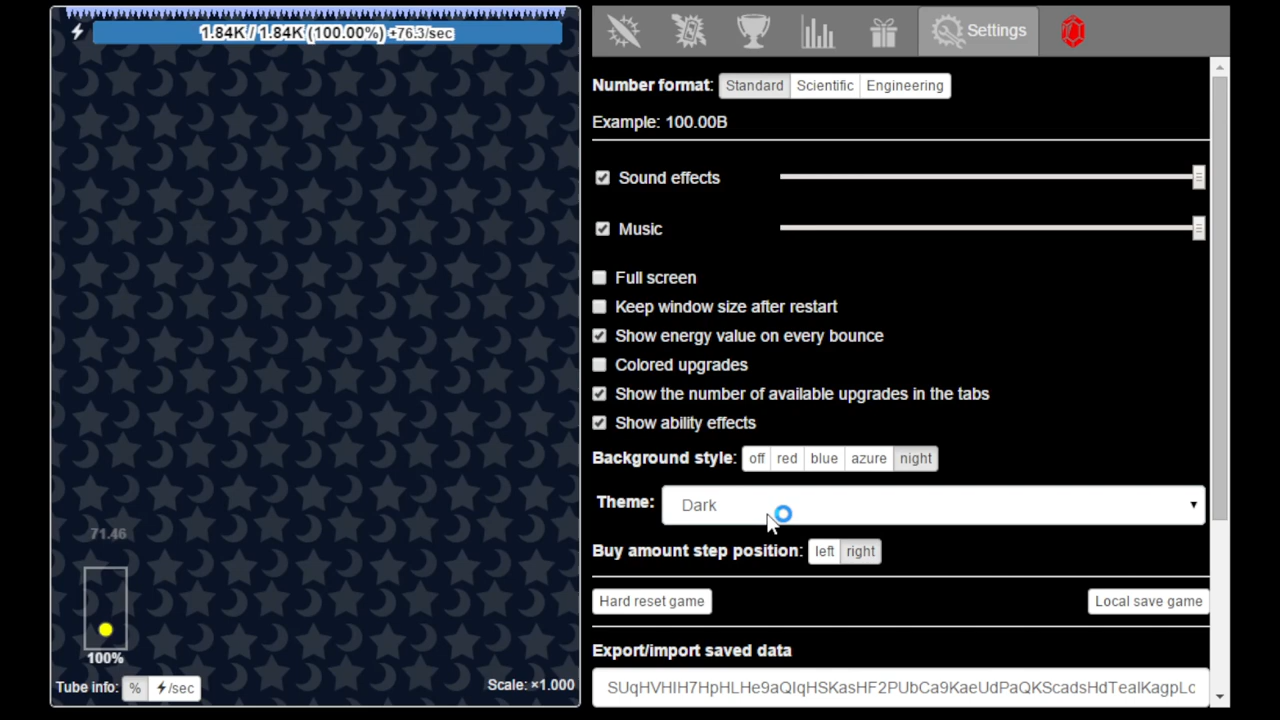 1.84K / 1.84K (100.00%) +76.3/sec
Settings
Number format: Standard Scientific Engineering
Example: 100.00B
Sound effects
Music
Full screen
Keep window size after restart
Show energy value on every bounce
Colored upgrades
Show the number of available upgrades in the tabs
Show ability effects
Background style: off red blue azure night
Theme: Dark
Buy amount step position: left right
Hard reset game Local save game
Export/import saved data
SUqHVHIH7HpHLHe9aQIqHSKasHF2PUbCa9KaeUdPaQKScadsHdTealKagpLc
71.46
100%
Tube info: % /sec
Scale: ×1.000